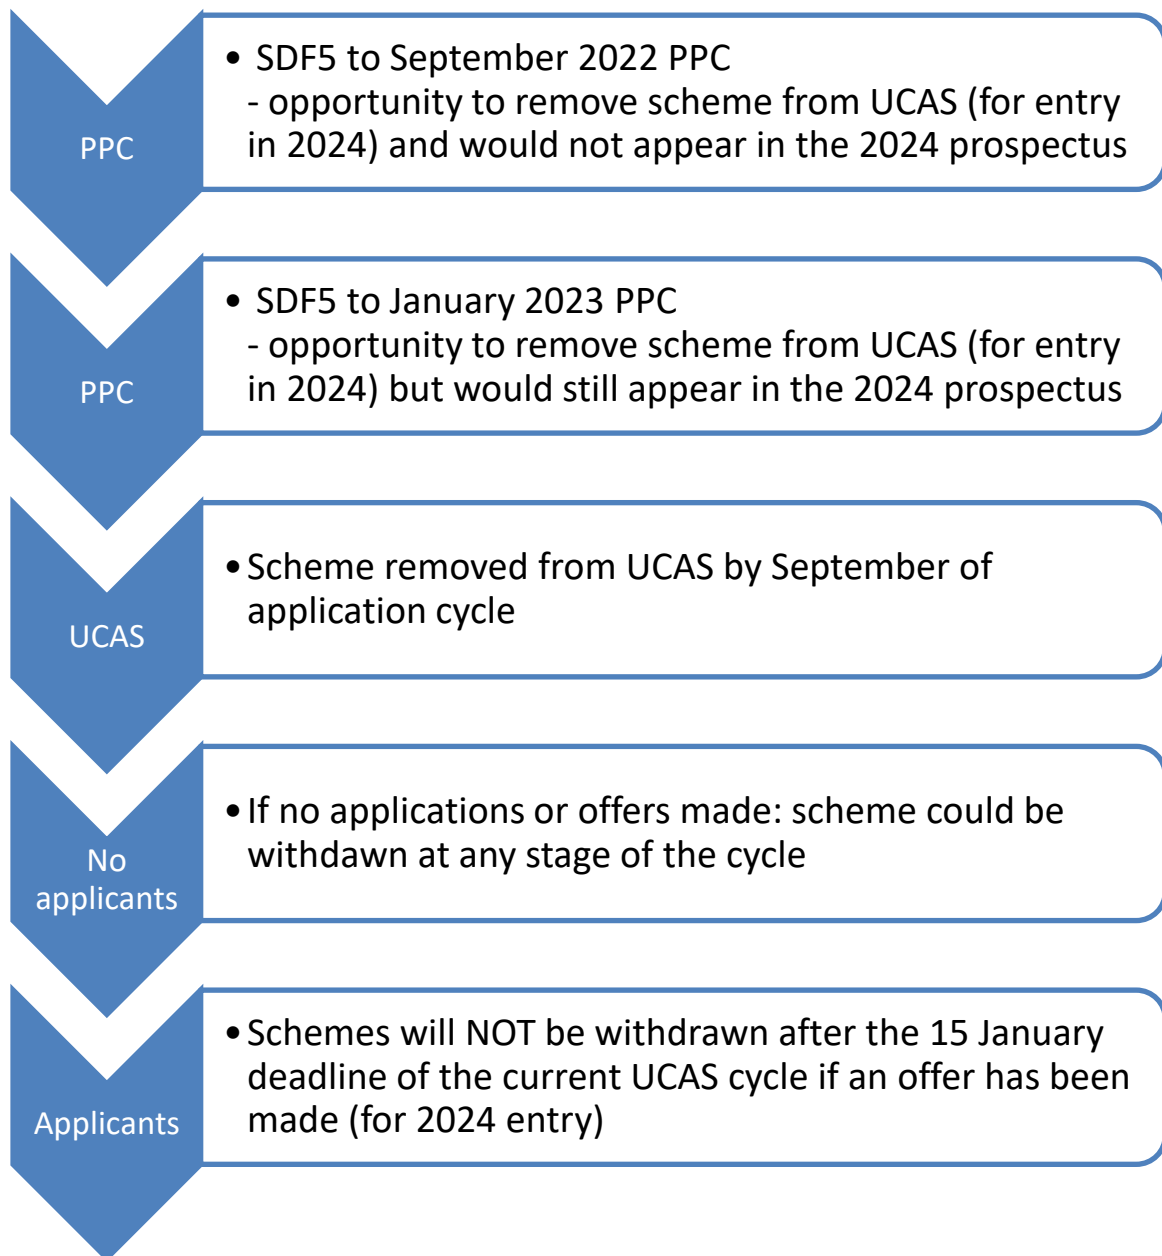 PPC
• SDF5 to September 2022 PPC
- opportunity to remove scheme from UCAS (for entry
in 2024) and would not appear in the 2024 prospectus
PPC
• SDF5 to January 2023 PPC
- opportunity to remove scheme from UCAS (for entry
in 2024) but would still appear in the 2024 prospectus
UCAS
• Scheme removed from UCAS by September of
application cycle
No
applicants
• If no applications or offers made: scheme could be
withdawn at any stage of the cycle
Applicants
• Schemes will NOT be withdrawn after the 15 January
deadline of the current UCAS cycle if an offer has been
made (for 2024 entry)